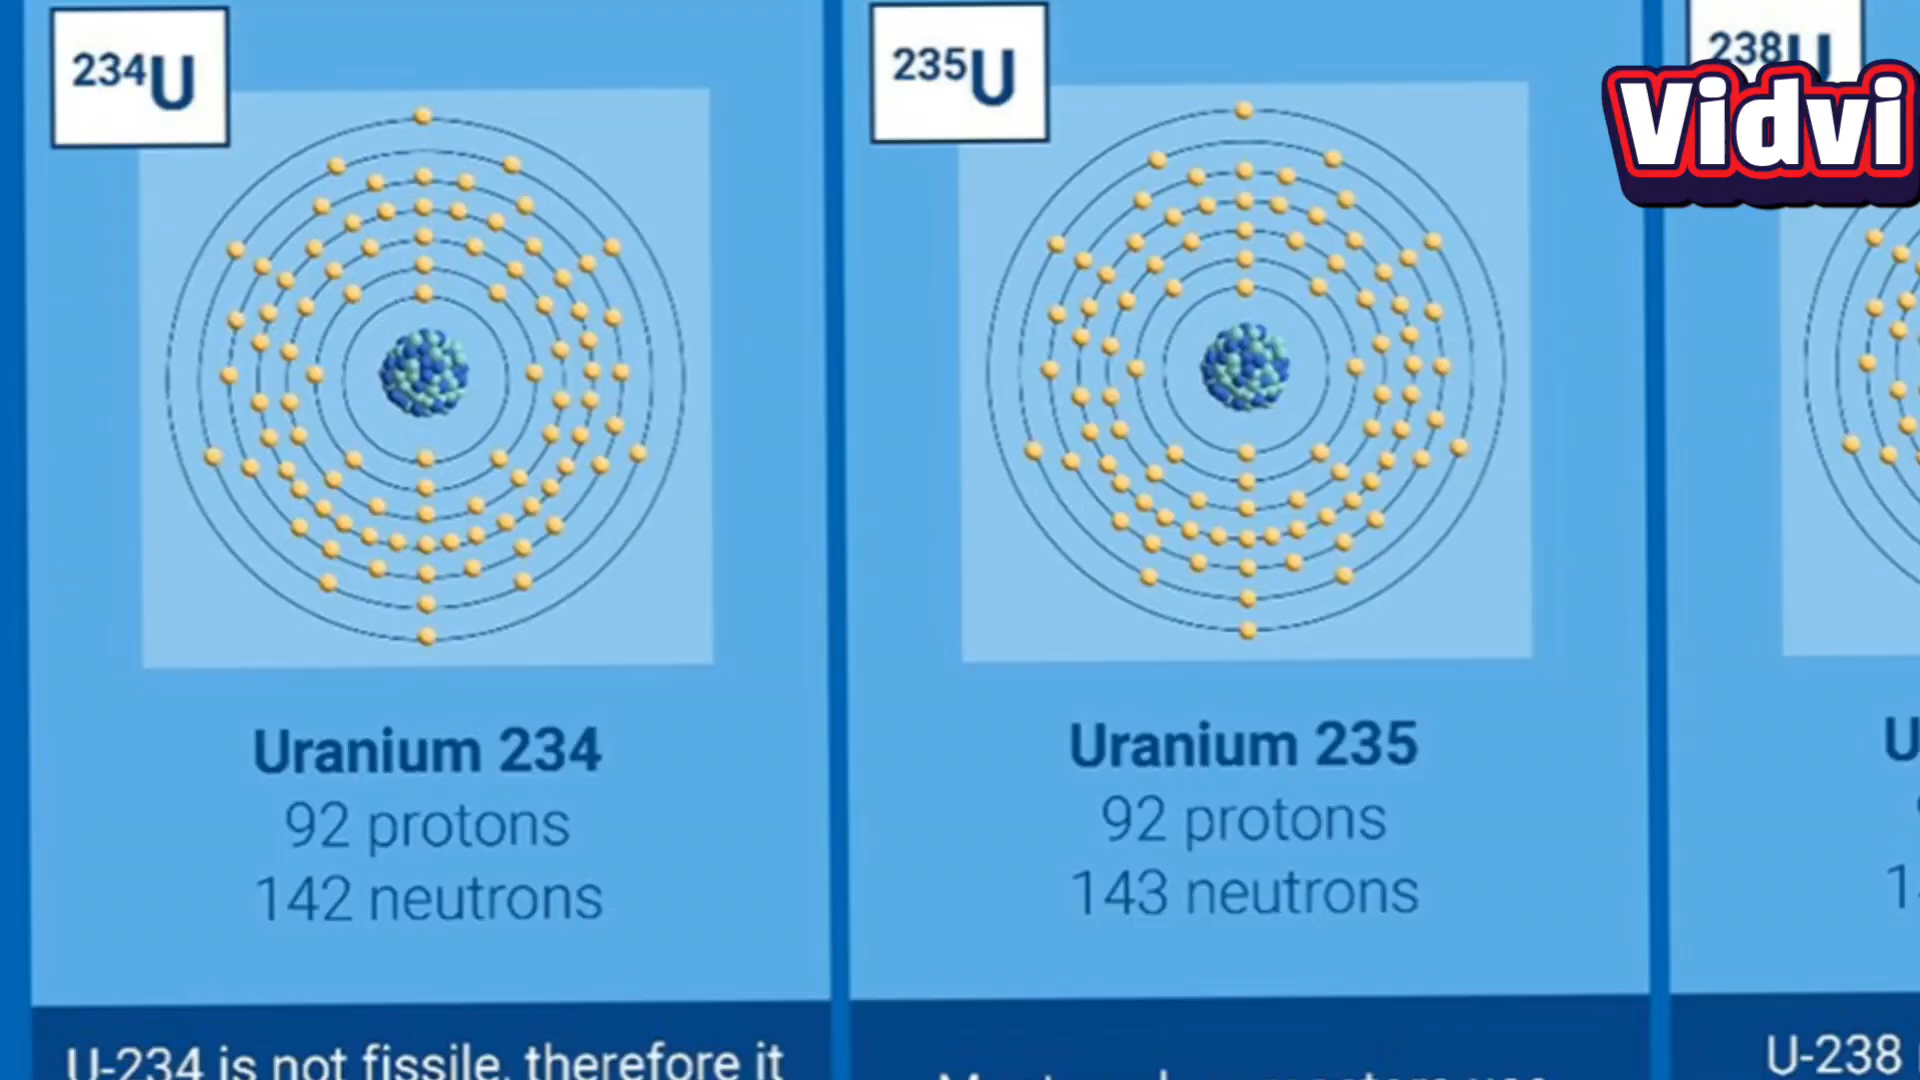 ²³⁴U
Uranium 234
92 protons
142 neutrons
U-234 is not fissile, therefore it
²³⁵U
Uranium 235
92 protons
143 neutrons
²³⁸U
Vidvi
U-238